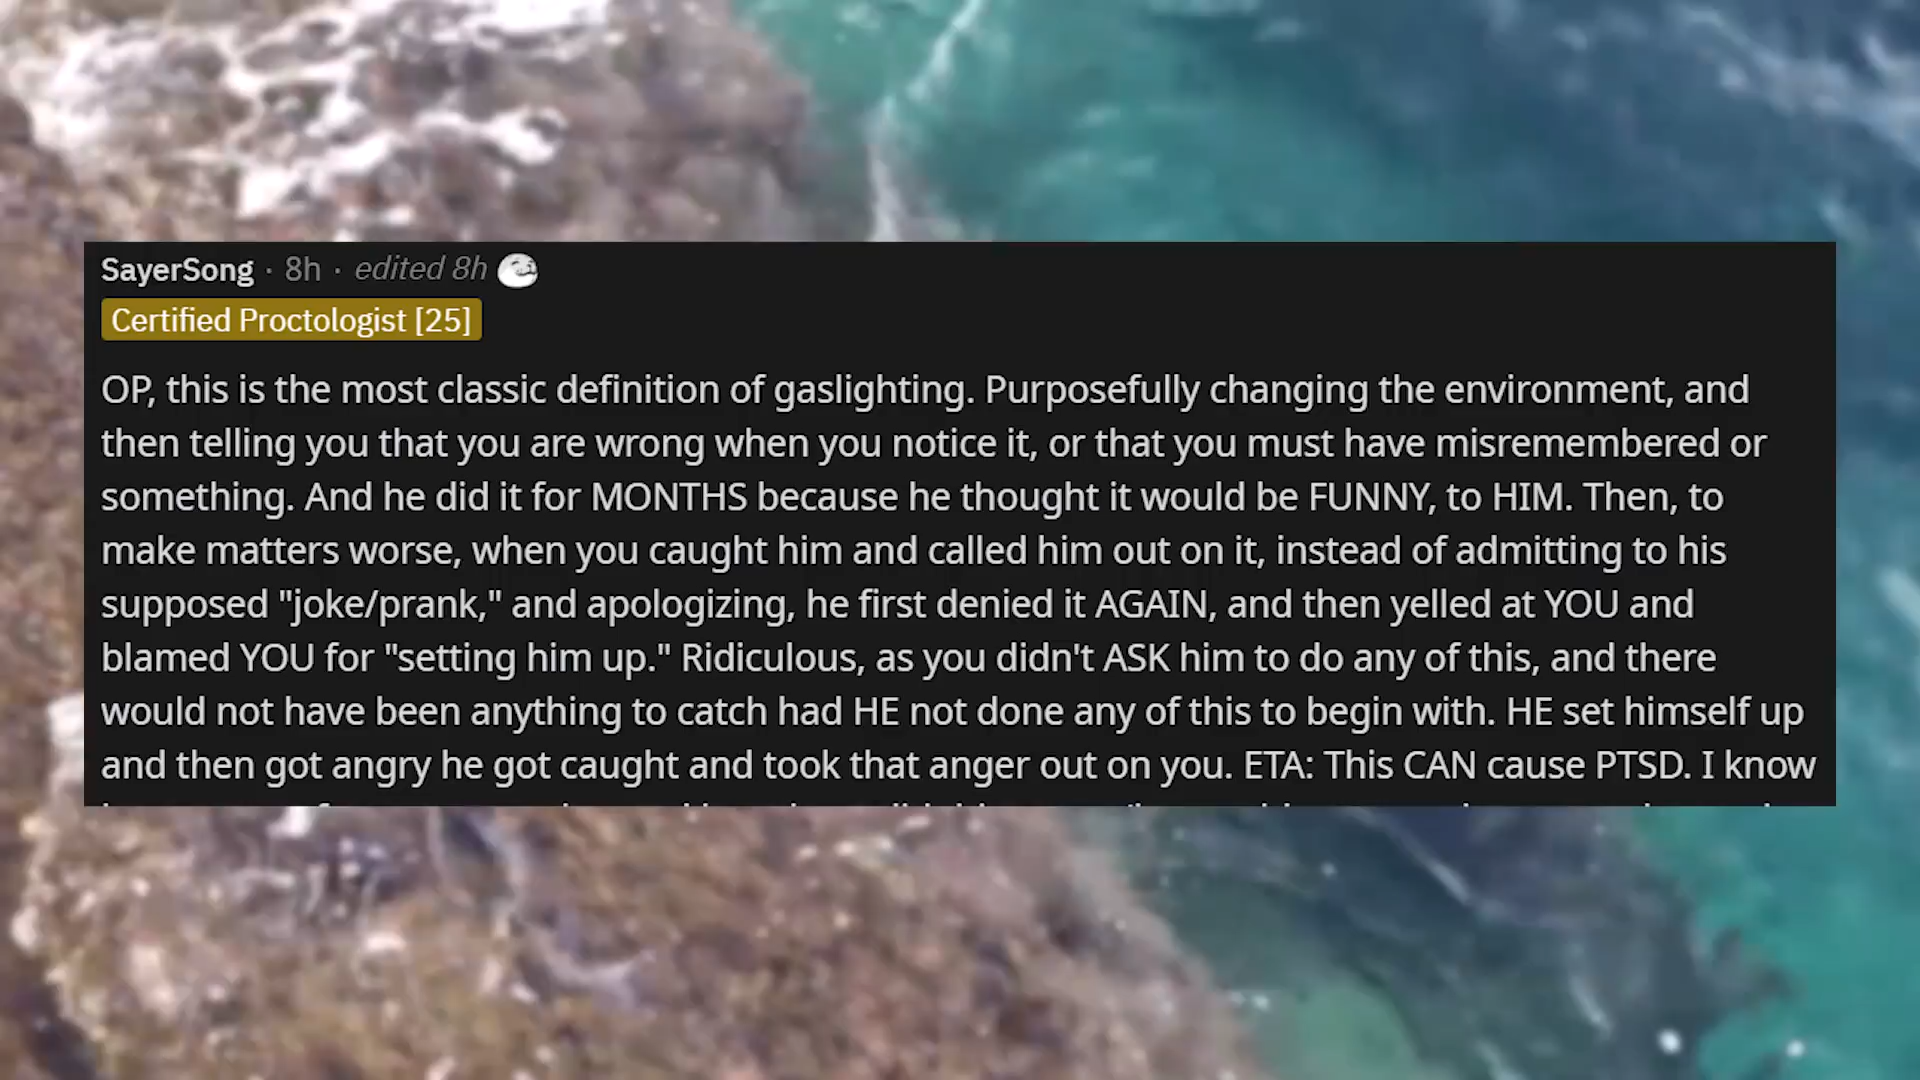 SayerSong · 8h · edited 8h
Certified Proctologist [25]
OP, this is the most classic definition of gaslighting. Purposefully changing the environment, and
then telling you that you are wrong when you notice it, or that you must have misremembered or
something. And he did it for MONTHS because he thought it would be FUNNY, to HIM. Then, to
make matters worse, when you caught him and called him out on it, instead of admitting to his
supposed "joke/prank," and apologizing, he first denied it AGAIN, and then yelled at YOU and
blamed YOU for "setting him up." Ridiculous, as you didn't ASK him to do any of this, and there
would not have been anything to catch had HE not done any of this to begin with. HE set himself up
and then got angry he got caught and took that anger out on you. ETA: This CAN cause PTSD. I know